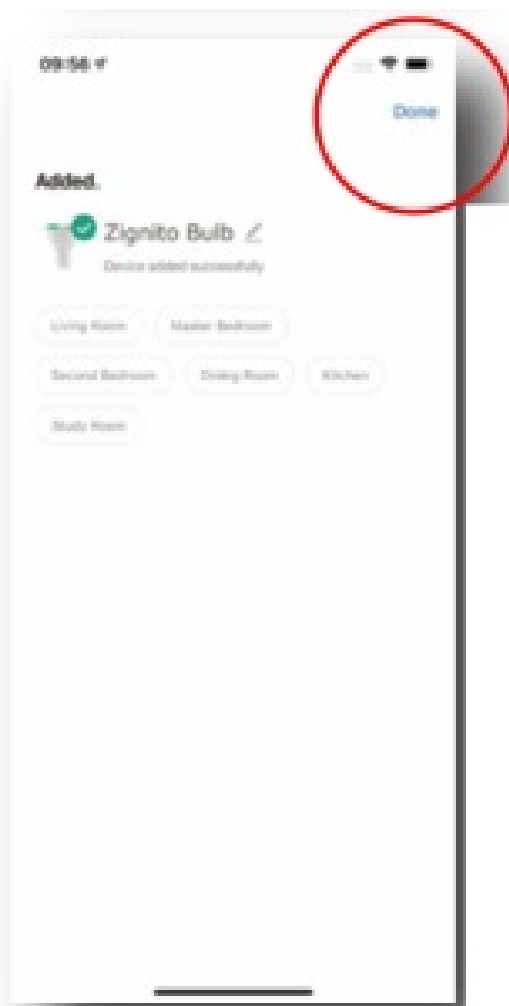 09:56
Done
Added.
Zignito Bulb
Device added successfully
Living Room Master Bedroom
Second Bedroom Dining Room Kitchen
Study Room